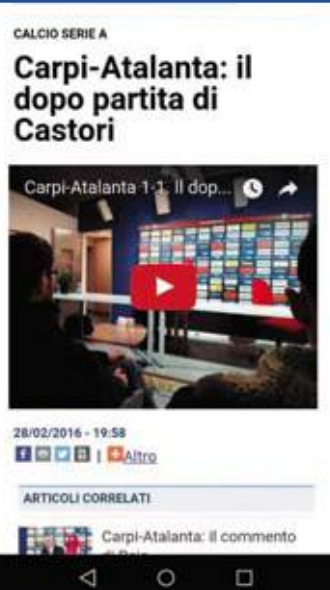 CALCIO SERIE A
Carpi-Atalanta: il
dopo partita di
Castori
Carpi-Atalanta 1-1. Il dop...
28/02/2016 - 19:58
| Altro
ARTICOLI CORRELATI
Carpi-Atalanta: il commento
di